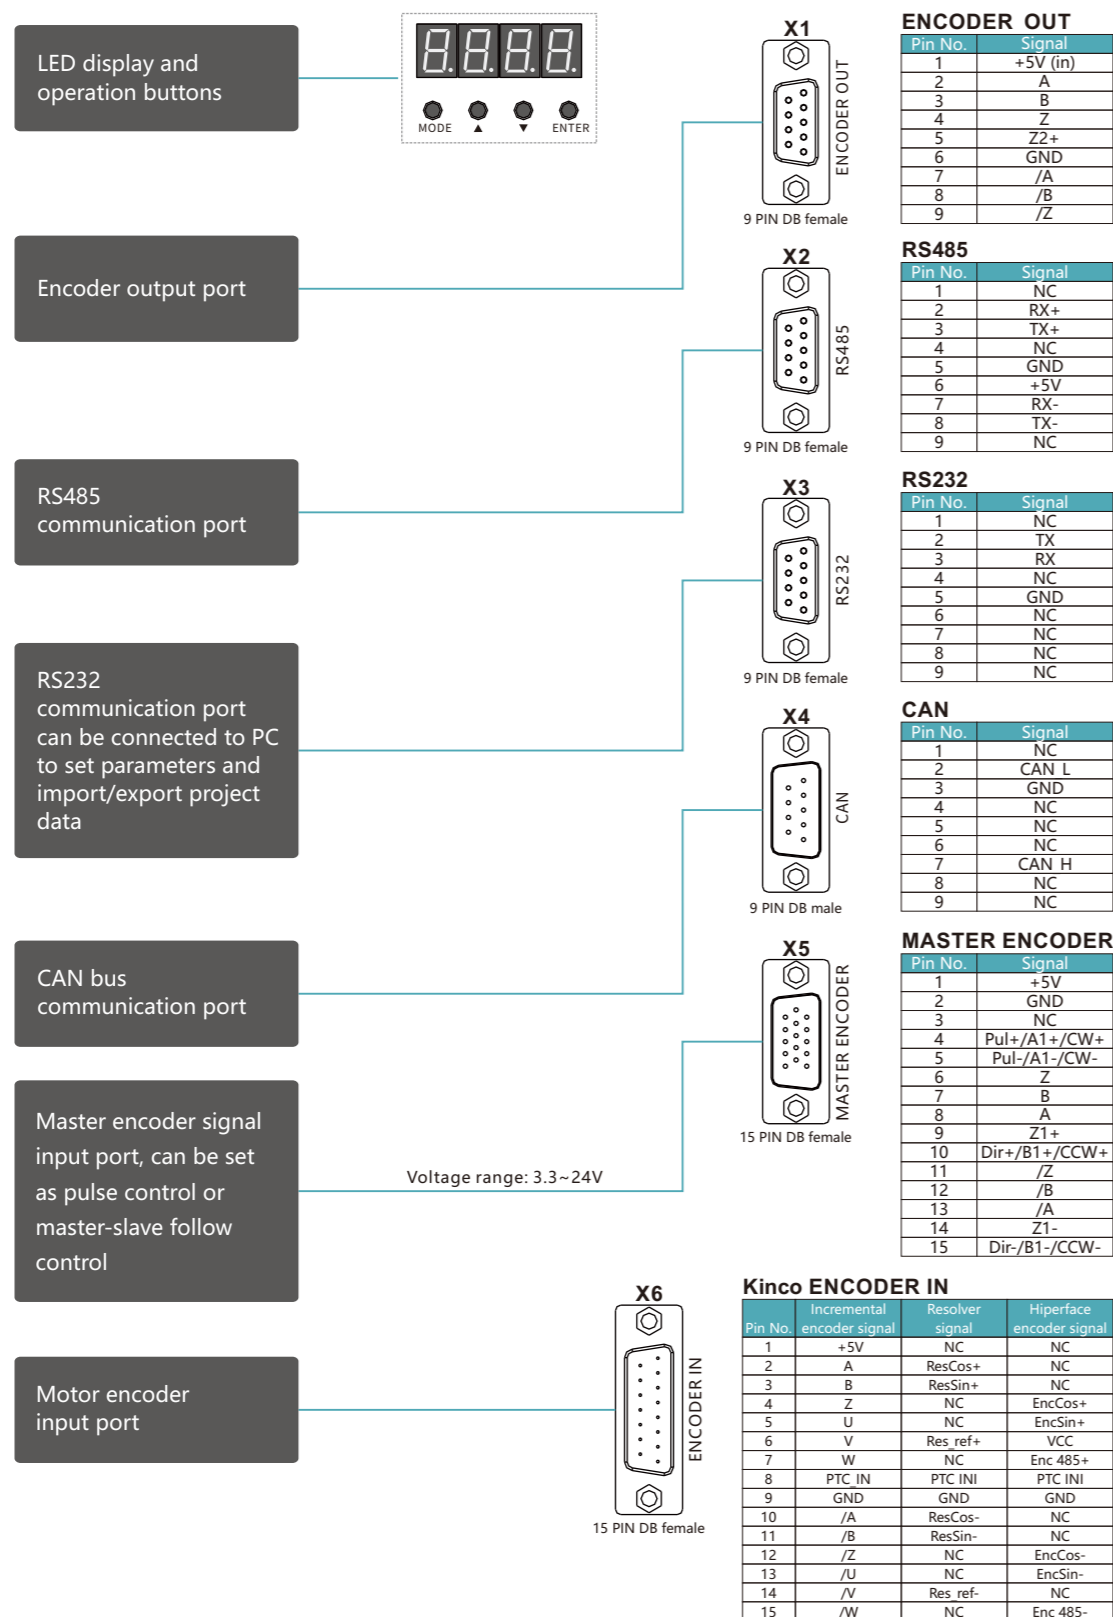 LED display and
operation buttons
MODE ▲ ▼ ENTER
X1
ENCODER OUT
9 PIN DB female
ENCODER OUT
Pin No. Signal
1 +5V (in)
2 A
3 B
4 Z
5 Z2+
6 GND
7 /A
8 /B
9 /Z
Encoder output port
X2
RS485
9 PIN DB female
RS485
Pin No. Signal
1 NC
2 RX+
3 TX+
4 NC
5 GND
6 +5V
7 RX-
8 TX-
9 NC
RS485
communication port
X3
RS232
9 PIN DB female
RS232
Pin No. Signal
1 NC
2 TX
3 RX
4 NC
5 GND
6 NC
7 NC
8 NC
9 NC
RS232
communication port
can be connected to PC
to set parameters and
import/export project
data
X4
CAN
9 PIN DB male
CAN
Pin No. Signal
1 NC
2 CAN_L
3 GND
4 NC
5 NC
6 NC
7 CAN_H
8 NC
9 NC
CAN bus
communication port
X5
MASTER ENCODER
15 PIN DB female
MASTER ENCODER
Pin No. Signal
1 +5V
2 GND
3 NC
4 Pul+/A1+/CW+
5 Pul-/A1-/CW-
6 Z
7 B
8 A
9 Z1+
10 Dir+/B1+/CCW+
11 /Z
12 /B
13 /A
14 Z1-
15 Dir-/B1-/CCW-
Master encoder signal
input port, can be set
as pulse control or
master-slave follow
control
Voltage range: 3.3~24V
X6
ENCODER IN
15 PIN DB female
Kinco ENCODER IN
Pin No. Incremental encoder signal Resolver signal Hiperface encoder signal
1 +5V NC NC
2 A ResCos+ NC
3 B ResSin+ NC
4 Z NC EncCos+
5 U NC EncSin+
6 V Res_ref+ VCC
7 W NC Enc 485+
8 PTC_IN PTC INI PTC INI
9 GND GND GND
10 /A ResCos- NC
11 /B ResSin- NC
12 /Z NC EncCos-
13 /U NC EncSin-
14 /V Res_ref- NC
15 /W NC Enc 485-
Motor encoder
input port